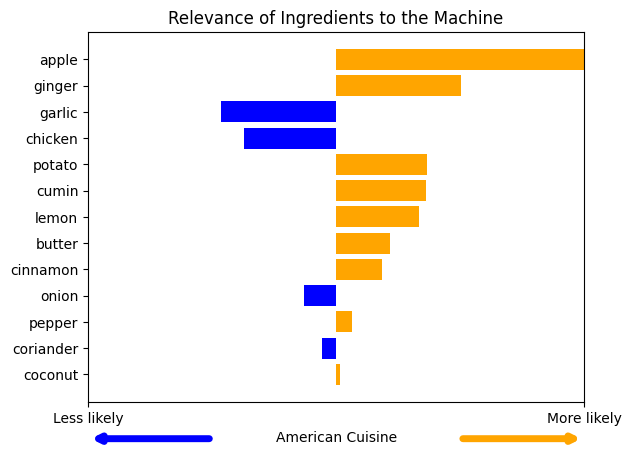 Relevance of Ingredients to the Machine
apple
ginger
garlic
chicken
potato
cumin
lemon
butter
cinnamon
onion
pepper
coriander
coconut
Less likely
More likely
American Cuisine